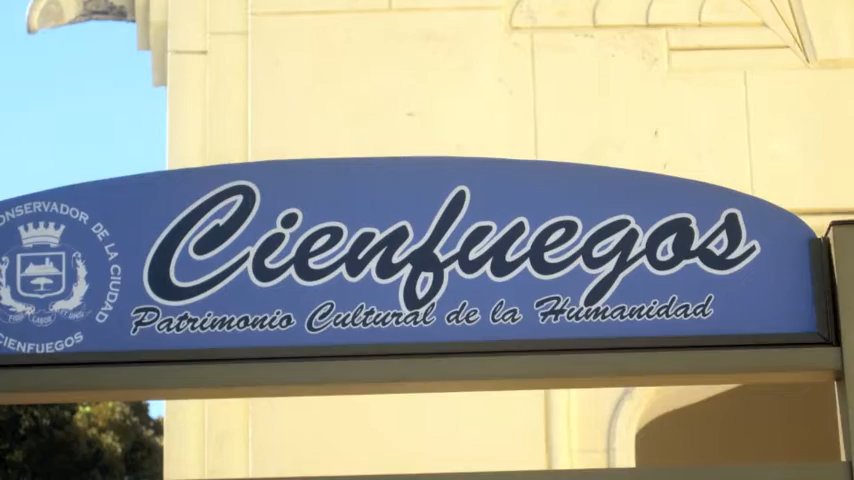 CONSERVADOR DE LA CIUDAD
CIENFUEGOS
Cienfuegos
Patrimonio Cultural de la Humanidad